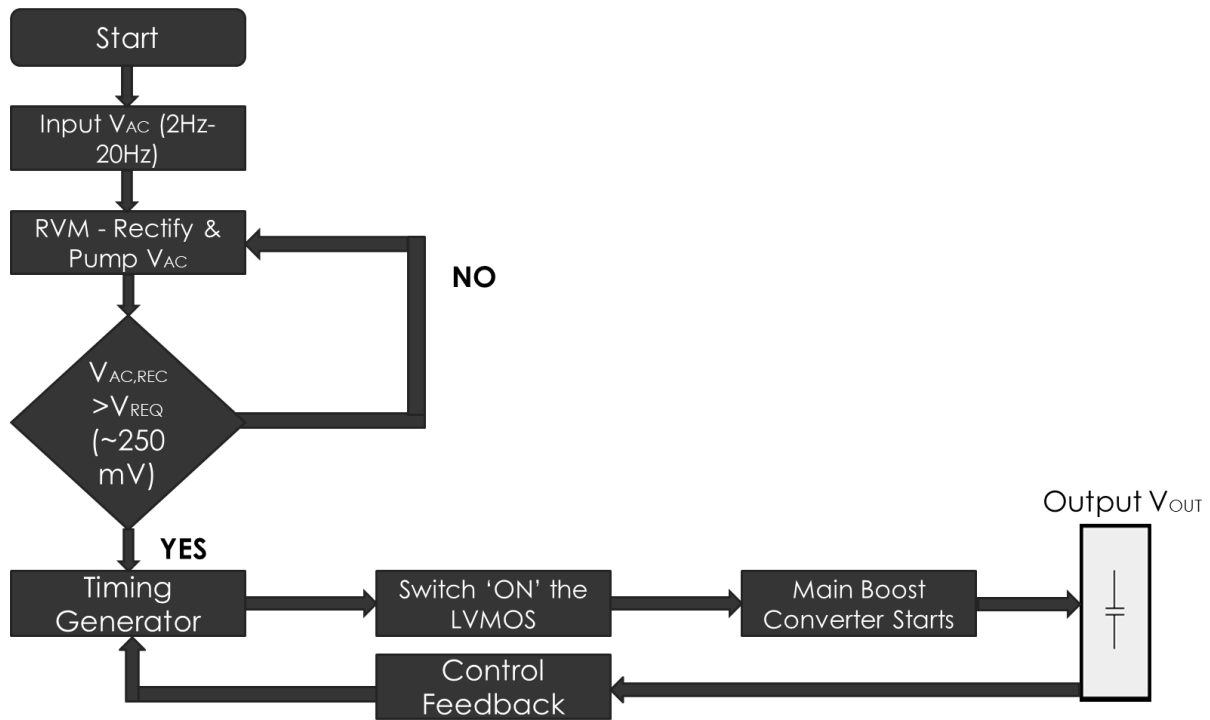 Start
Input VAC (2Hz-
20Hz)
RVM - Rectify &
Pump VAC
NO
VAC,REC
>VREQ
(~250
mV)
YES
Output VOUT
Timing
Generator
Switch ‘ON’ the
LVMOS
Main Boost
Converter Starts
Control
Feedback